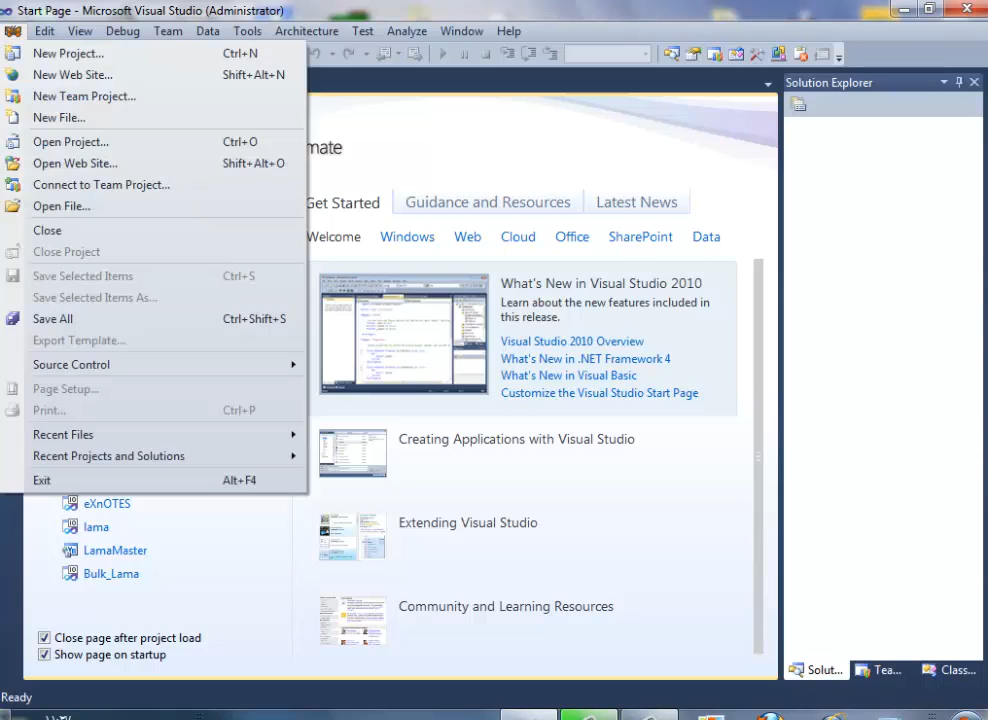 Start Page - Microsoft Visual Studio (Administrator)
Edit View Debug Team Data Tools Architecture Test Analyze Window Help
New Project... Ctrl+N
New Web Site... Shift+Alt+N
New Team Project...
New File...
Open Project... Ctrl+O
Open Web Site... Shift+Alt+O
Connect to Team Project...
Open File...
Close
Close Project
Save Selected Items Ctrl+S
Save Selected Items As...
Save All Ctrl+Shift+S
Export Template...
Source Control
Page Setup...
Print... Ctrl+P
Recent Files
Recent Projects and Solutions
Exit Alt+F4
eXnOTES
lama
LamaMaster
Bulk_Lama
Close page after project load
Show page on startup
mate
Get Started Guidance and Resources Latest News
Welcome Windows Web Cloud Office SharePoint Data
What's New in Visual Studio 2010
Learn about the new features included in
this release.
Visual Studio 2010 Overview
What's New in .NET Framework 4
What's New in Visual Basic
Customize the Visual Studio Start Page
Creating Applications with Visual Studio
Extending Visual Studio
Community and Learning Resources
Solution Explorer
Solut... Tea... Class...
Ready